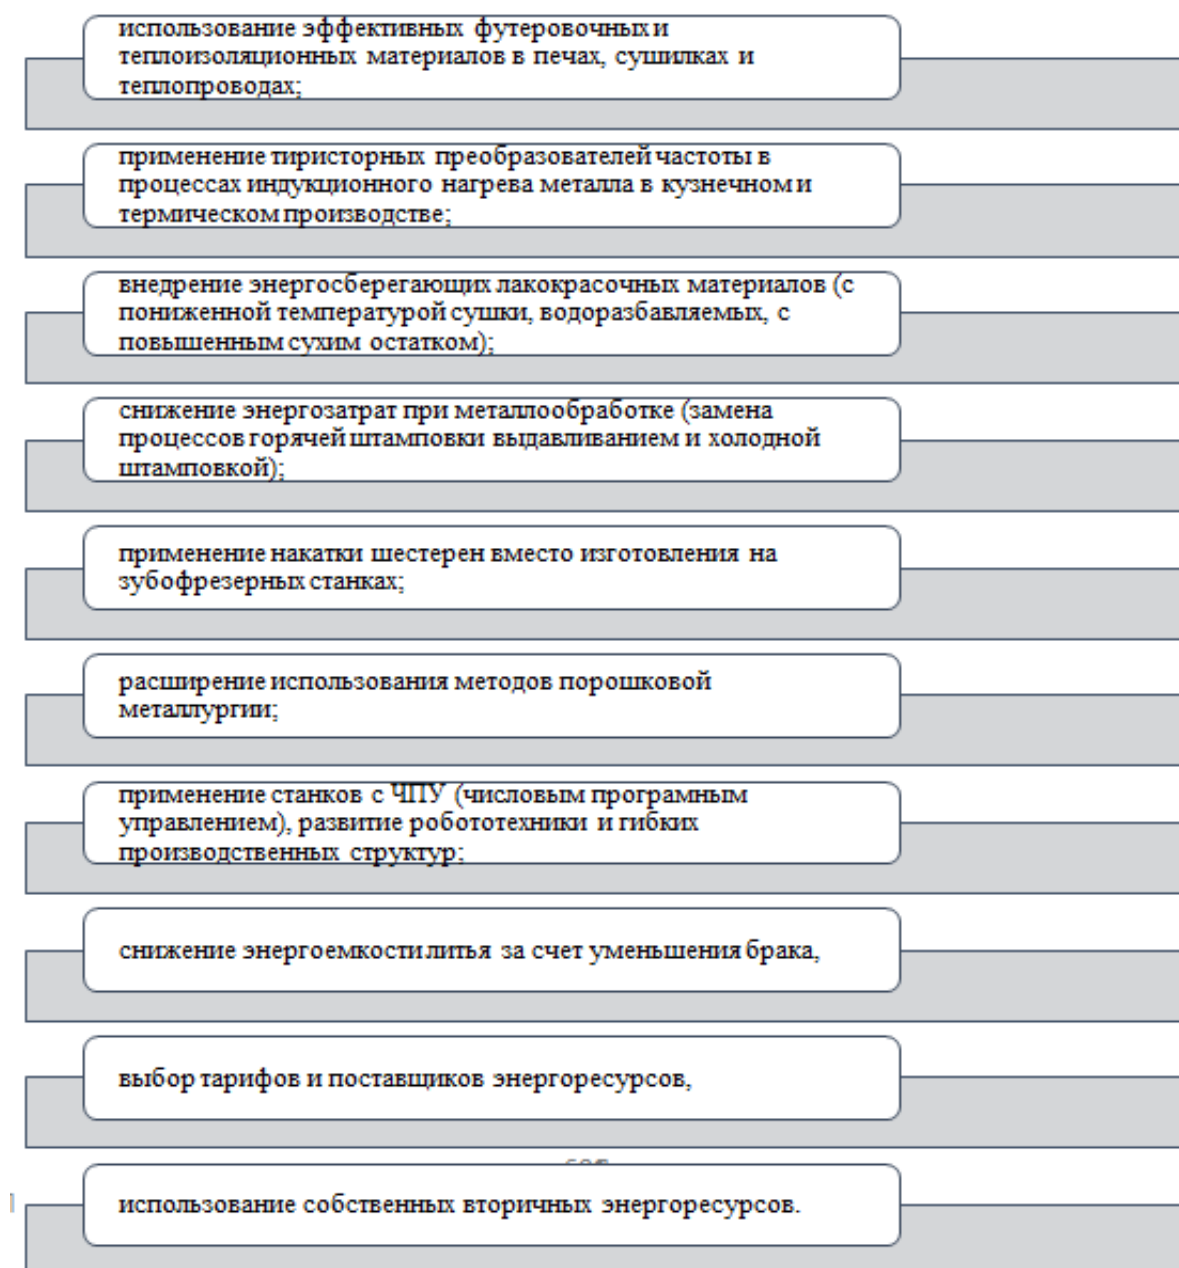 использование эффективных футеровочных и
теплоизоляционных материалов в печах, сушилках и
теплопроводах;
применение тиристорных преобразователей частоты в
процессах индукционного нагрева металла в кузнечном и
термическом производстве;
внедрение энергосберегающих лакокрасочных материалов (с
пониженной температурой сушки, водоразбавляемых, с
повышенным сухим остатком);
снижение энергозатрат при металлообработке (замена
процессов горячей штамповки выдавливанием и холодной
штамповкой);
применение накатки шестерен вместо изготовления на
зубофрезерных станках;
расширение использования методов порошковой
металлургии;
применение станков с ЧПУ (числовым програмным
управлением), развитие робототехники и гибких
производственных структур;
снижение энергоемкости литья за счет уменьшения брака,
выбор тарифов и поставщиков энергоресурсов,
использование собственных вторичных энергоресурсов.